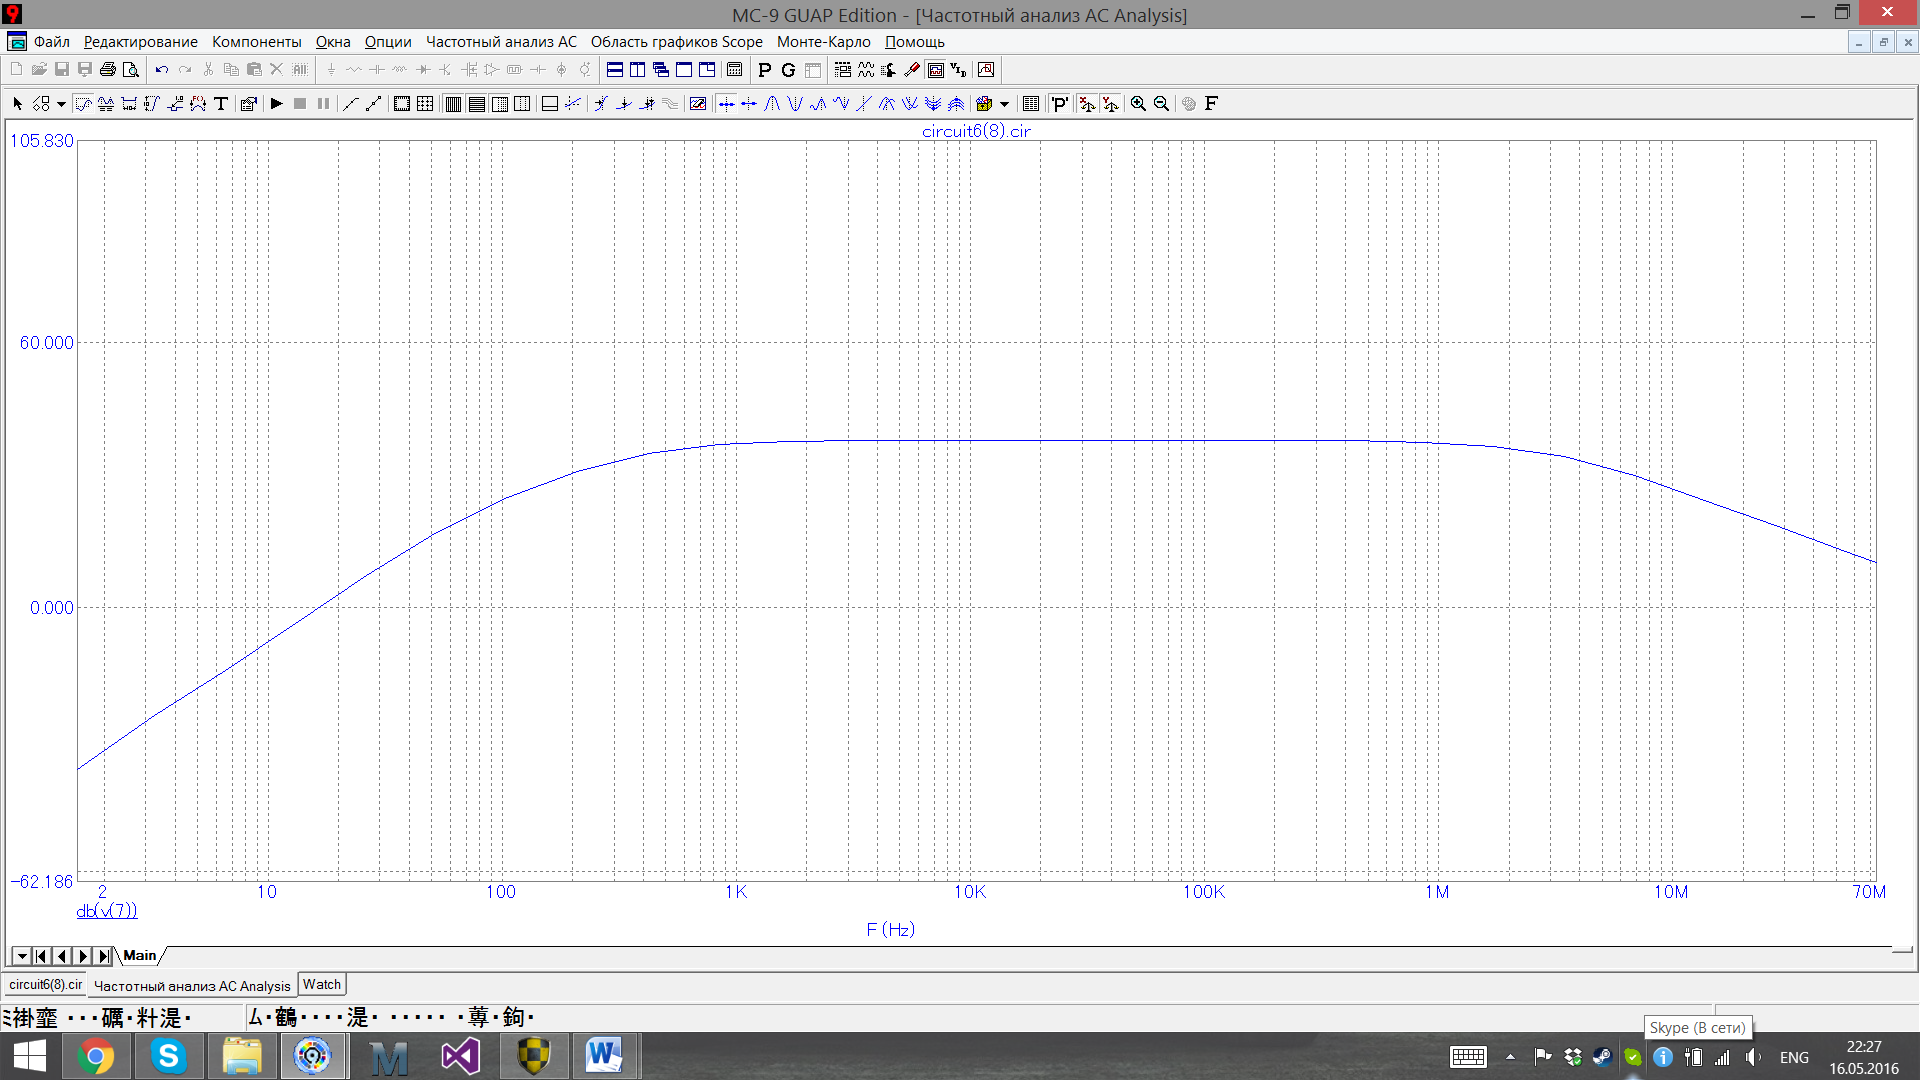 MC-9 GUAP Edition - [Частотный анализ AC Analysis]
Файл Редактирование Компоненты Окна Опции Частотный анализ AC Область графиков Scope Монте-Карло Помощь
circuit6(8).cir
105.830
60.000
0.000
-62.186
2 10 100 1K 10K 100K 1M 10M 70M
db(v(7))
F (Hz)
Main
circuit6(8).cir Частотный анализ AC Analysis Watch
Skype (В сети)
ENG
22:27
16.05.2016